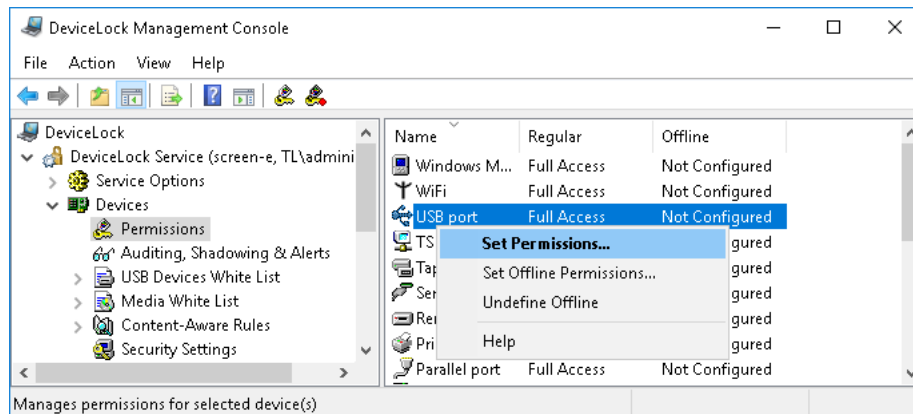 DeviceLock Management Console
File Action View Help
DeviceLock
DeviceLock Service (screen-e, TL\admini
Service Options
Devices
Permissions
Auditing, Shadowing & Alerts
USB Devices White List
Media White List
Content-Aware Rules
Security Settings
Name Regular Offline
Windows M... Full Access Not Configured
WiFi Full Access Not Configured
USB port Full Access Not Configured
TS gured
Tap gured
Ser gured
Rer gured
Pri gured
Parallel port Full Access Not Configured
Set Permissions...
Set Offline Permissions...
Undefine Offline
Help
Manages permissions for selected device(s)